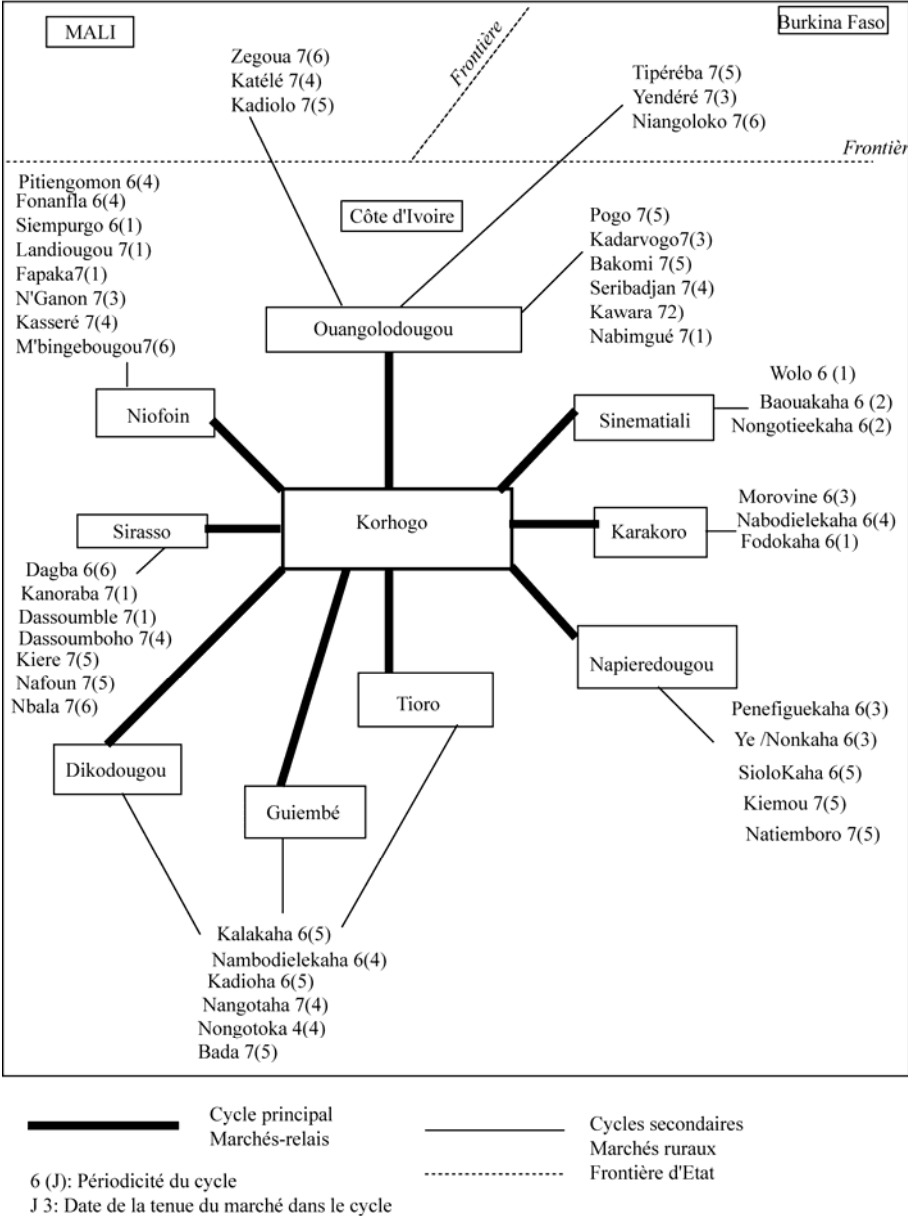 MALI
Burkina Faso
Frontière
Zegoua 7(6)
Katélé 7(4)
Kadiolo 7(5)
Tipéréba 7(5)
Yendéré 7(3)
Niangoloko 7(6)
Frontièr
Pitiengomon 6(4)
Fonanfla 6(4)
Siempurgo 6(1)
Landiougou 7(1)
Fapaka7(1)
N'Ganon 7(3)
Kasseré 7(4)
M'bingebougou7(6)
Côte d'Ivoire
Pogo 7(5)
Kadarvogo7(3)
Bakomi 7(5)
Seribadjan 7(4)
Kawara 72)
Nabimgué 7(1)
Ouangolodougou
Niofoin
Sinematiali
Wolo 6 (1)
Baouakaha 6 (2)
Nongotieekaha 6(2)
Korhogo
Sirasso
Karakoro
Morovine 6(3)
Nabodielekaha 6(4)
Fodokaha 6(1)
Dagba 6(6)
Kanoraba 7(1)
Dassoumble 7(1)
Dassoumboho 7(4)
Kiere 7(5)
Nafoun 7(5)
Nbala 7(6)
Napieredougou
Tioro
Penefiguekaha 6(3)
Ye /Nonkaha 6(3)
SioloKaha 6(5)
Kiemou 7(5)
Natiemboro 7(5)
Dikodougou
Guiembé
Kalakaha 6(5)
Nambodielekaha 6(4)
Kadioha 6(5)
Nangotaha 7(4)
Nongotoka 4(4)
Bada 7(5)
Cycle principal
Marchés-relais
Cycles secondaires
Marchés ruraux
Frontière d'Etat
6 (J): Périodicité du cycle
J 3: Date de la tenue du marché dans le cycle